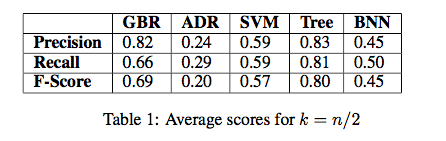 GBR ADR SVM Tree BNN
Precision 0.82 0.24 0.59 0.83 0.45
Recall 0.66 0.29 0.59 0.81 0.50
F-Score 0.69 0.20 0.57 0.80 0.45
Table 1: Average scores for k = n/2